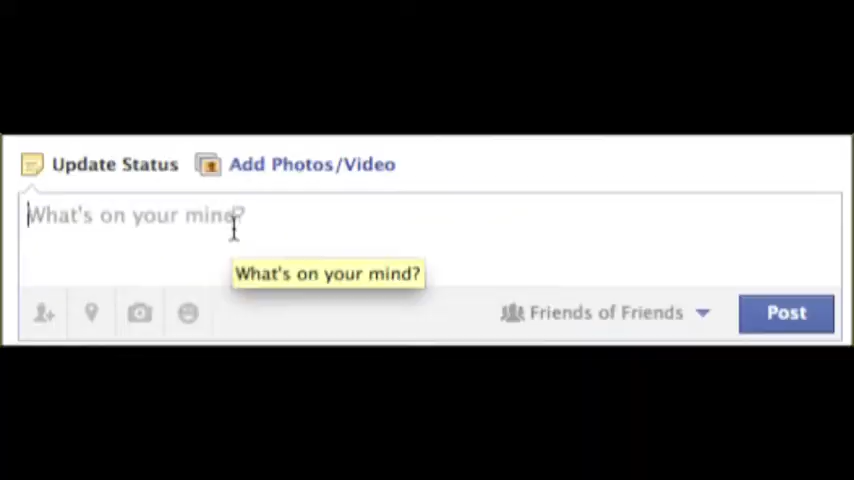 Update Status Add Photos/Video
What's on your mind?
What's on your mind?
Friends of Friends Post